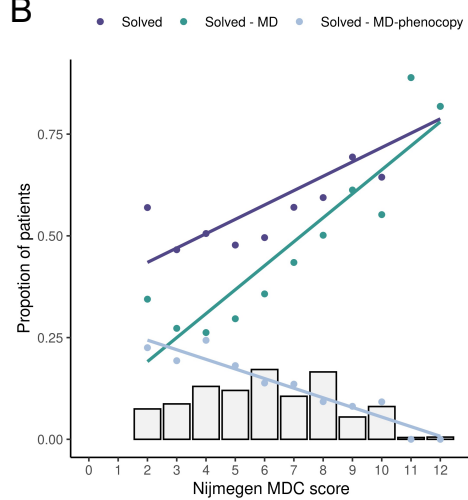 B
Solved Solved - MD Solved - MD-phenocopy
Propotion of patients
0.75
0.50
0.25
0.00
0 1 2 3 4 5 6 7 8 9 10 11 12
Nijmegen MDC score